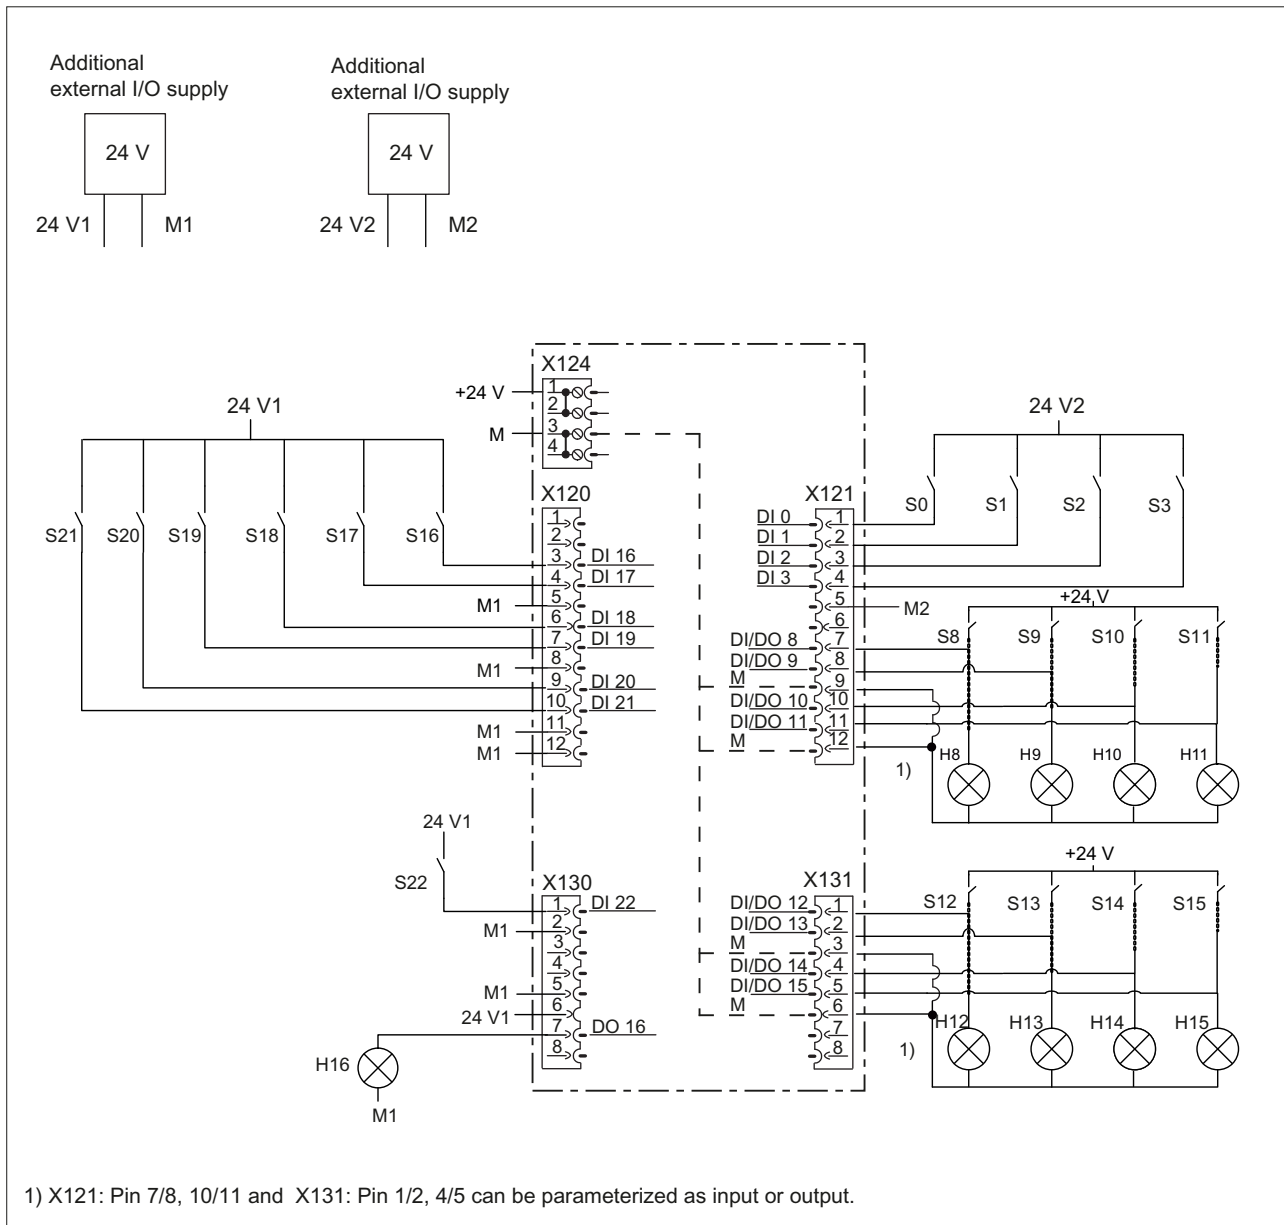 Additional
external I/O supply
Additional
external I/O supply
24 V
24 V
24 V1
M1
24 V2
M2
X124
+24 V
1
2
M
3
4
24 V1
24 V2
X120
X121
S21
S20
S19
S18
S17
S16
S0
S1
S2
S3
1
2
3 DI 16
4 DI 17
M1 5
6 DI 18
7 DI 19
M1 8
9 DI 20
10 DI 21
M1 11
M1 12
DI 0 1
DI 1 2
DI 2 3
DI 3 4
5 M2
6
DI/DO 8 7
DI/DO 9 8
M 9
DI/DO 10 10
DI/DO 11 11
M 12
+24 V
S8
S9
S10
S11
1)
H8
H9
H10
H11
24 V1
S22
X130
1 DI 22
M1 2
3
4
M1 5
24 V1 6
7 DO 16
8
H16
M1
X131
DI/DO 12 1
DI/DO 13 2
M 3
DI/DO 14 4
DI/DO 15 5
M 6
7
8
+24 V
S12
S13
S14
S15
1)
H12
H13
H14
H15
1) X121: Pin 7/8, 10/11 and X131: Pin 1/2, 4/5 can be parameterized as input or output.